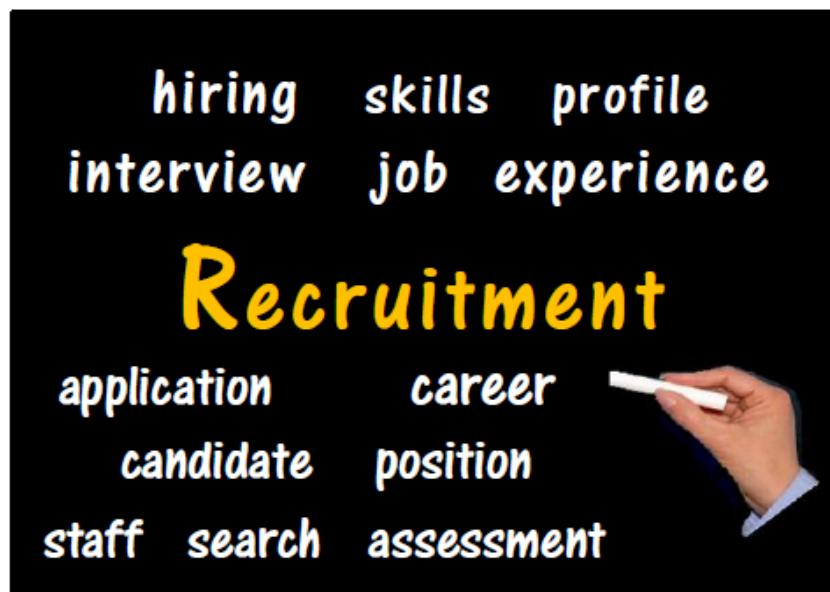 hiring skills profile
interview job experience
Recruitment
application career
candidate position
staff search assessment